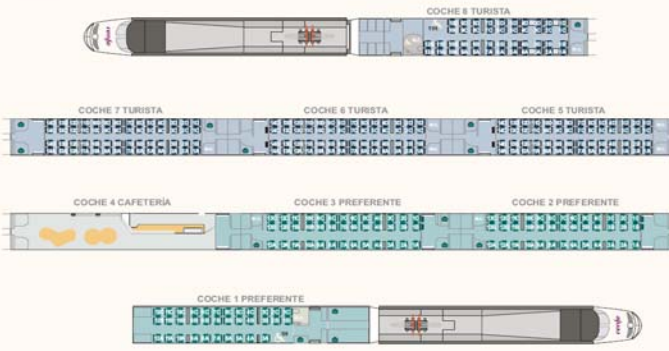 COCHE 8 TURISTA
COCHE 7 TURISTA
COCHE 6 TURISTA
COCHE 5 TURISTA
COCHE 4 CAFETERÍA
COCHE 3 PREFERENTE
COCHE 2 PREFERENTE
COCHE 1 PREFERENTE